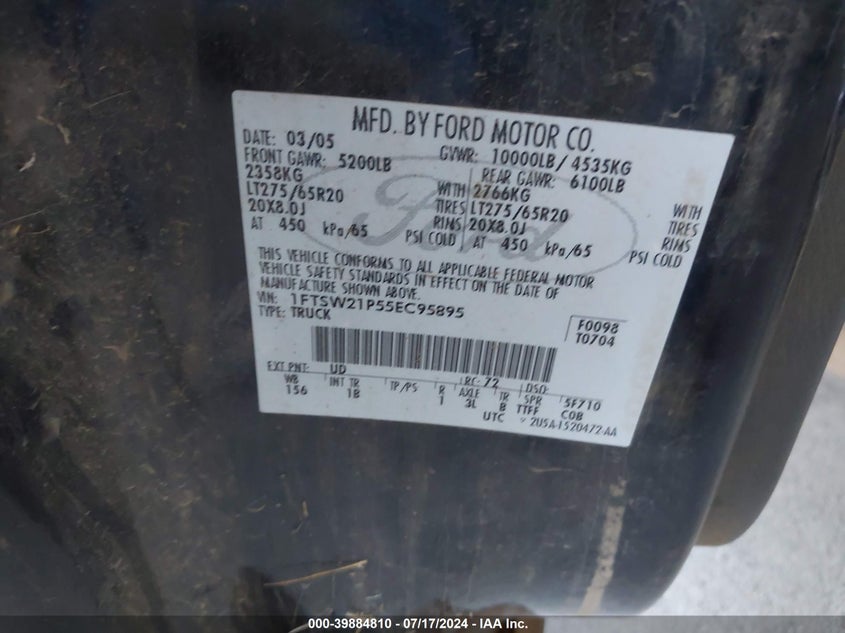 MFD. BY FORD MOTOR CO.
DATE: 03/05 GVWR: 10000LB/ 4535KG
FRONT GAWR: 5200LB REAR GAWR: 6100LB
2358KG WITH 2766KG WITH
LT275/65R20 TIRES LT275/65R20 TIRES
20X8.0J RIMS 20X8.0J RIMS
AT 450 kPa/65 PSI COLD AT 450 kPa/65 PSI COLD
Ford
THIS VEHICLE CONFORMS TO ALL APPLICABLE FEDERAL MOTOR
VEHICLE SAFETY STANDARDS IN EFFECT ON THE DATE OF
MANUFACTURE SHOWN ABOVE.
VIN: 1FTSW21P55EC95895
TYPE: TRUCK
F0098
T0704
EXT PNT: UD RC: 72 DSO:
WB INT TR TP/PS R AXLE TR SPR 5F710
156 1B 1 3L B TTFF COB
UTC 2U5A-1520472-AA
000-39884810 - 07/17/2024 - IAA Inc.